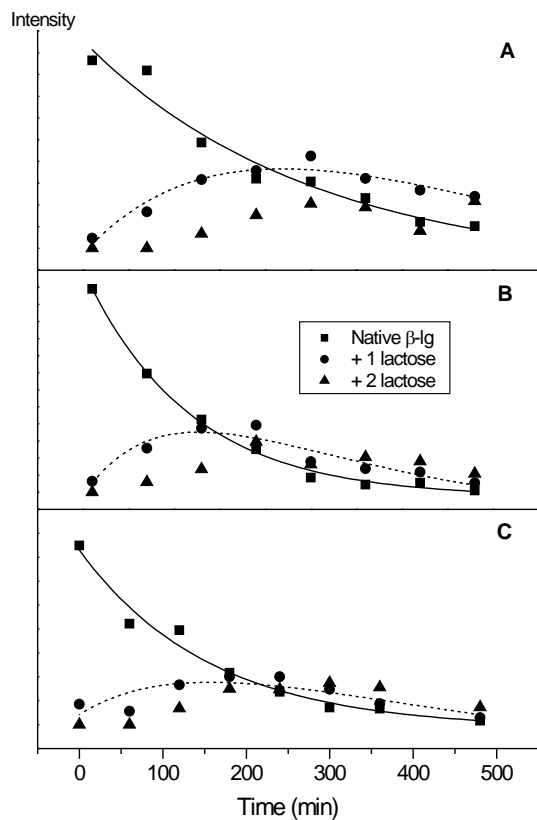 Intensity
A
B
Native β-lg
+ 1 lactose
+ 2 lactose
C
0 100 200 300 400 500
Time (min)